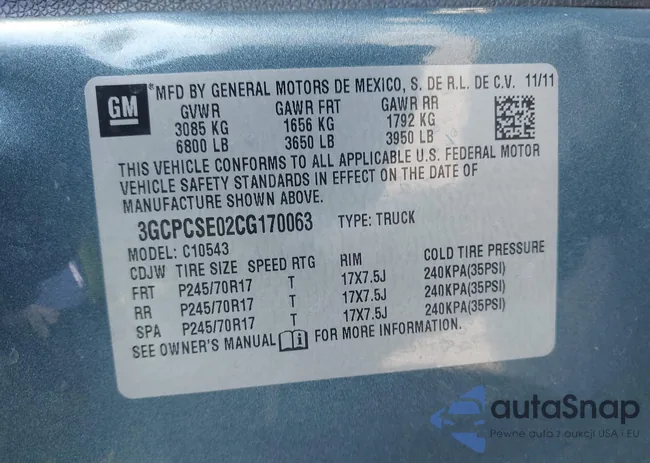 GM
®MFD BY GENERAL MOTORS DE MEXICO, S. DE R.L. DE C.V. 11/11
GVWR GAWR FRT GAWR RR
3085 KG 1656 KG 1792 KG
6800 LB 3650 LB 3950 LB
THIS VEHICLE CONFORMS TO ALL APPLICABLE U.S. FEDERAL MOTOR
VEHICLE SAFETY STANDARDS IN EFFECT ON THE DATE OF
MANUFACTURE SHOWN ABOVE.
3GCPCSE02CG170063 TYPE: TRUCK
MODEL: C10543
CDJW TIRE SIZE SPEED RTG RIM COLD TIRE PRESSURE
FRT P245/70R17 T 17X7.5J 240KPA(35PSI)
RR P245/70R17 T 17X7.5J 240KPA(35PSI)
SPA P245/70R17 T 17X7.5J 240KPA(35PSI)
SEE OWNER'S MANUAL i FOR MORE INFORMATION.
autaSnap
Pewne auta z aukcji USA i EU